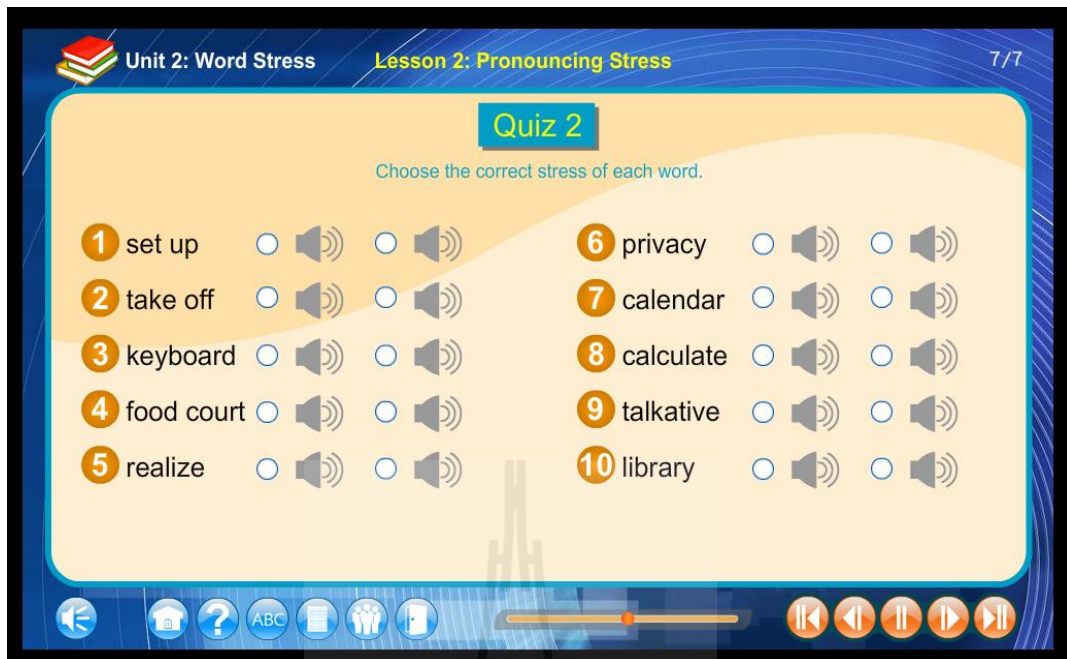 Unit 2: Word Stress Lesson 2: Pronouncing Stress 7/7
Quiz 2
Choose the correct stress of each word.
1 set up
2 take off
3 keyboard
4 food court
5 realize
6 privacy
7 calendar
8 calculate
9 talkative
10 library
? ABC